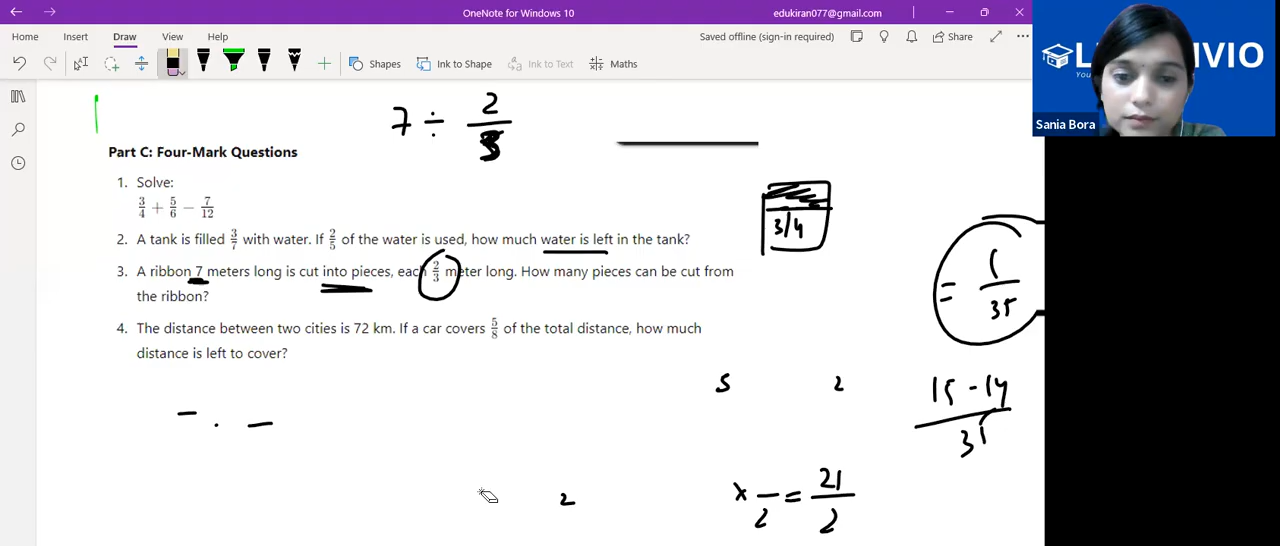 OneNote for Windows 10
edukiran077@gmail.com
Home Insert Draw View Help
Saved offline (sign-in required)
Share
Shapes Ink to Shape Ink to Text Maths
7 ÷ 2/3
Part C: Four-Mark Questions
1. Solve:
3/4 + 5/6 − 7/12
2. A tank is filled 3/7 with water. If 2/5 of the water is used, how much water is left in the tank?
3. A ribbon 7 meters long is cut into pieces, each 2/3 meter long. How many pieces can be cut from
the ribbon?
4. The distance between two cities is 72 km. If a car covers 5/8 of the total distance, how much
distance is left to cover?
3/4
= 1/35
5 2
15 - 14
35
2
× — = 21
2 2
Sania Bora